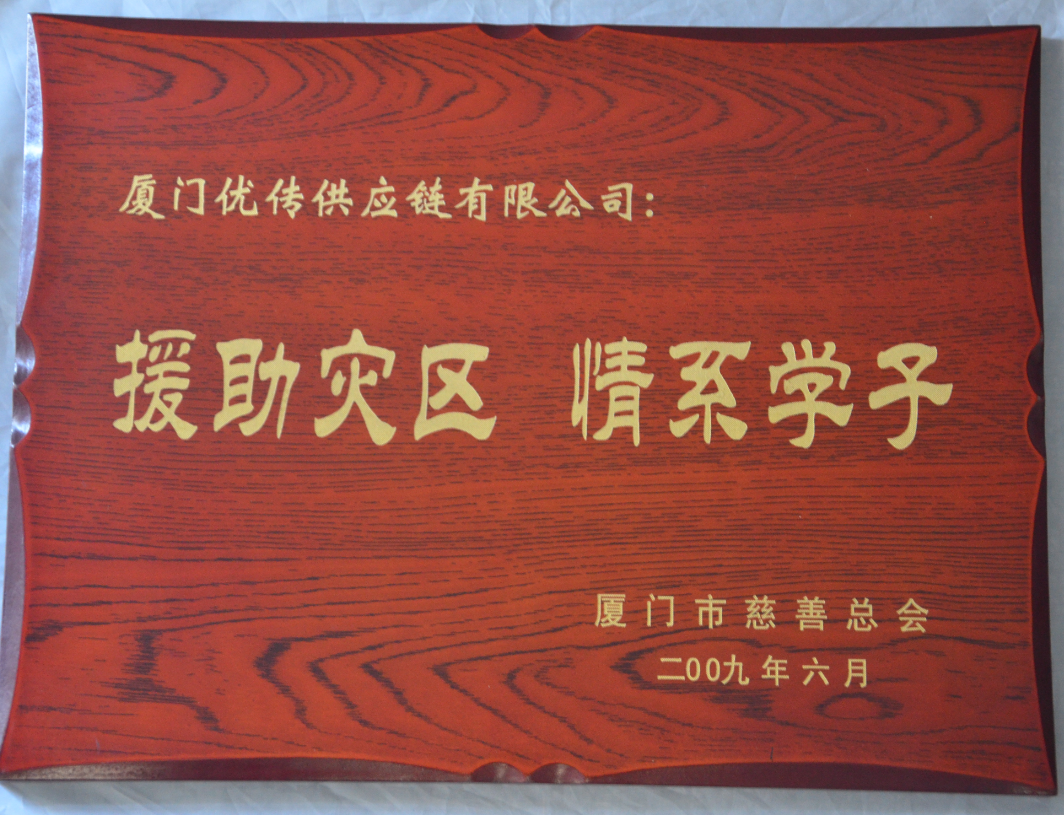 厦门优传供应链有限公司：
援助灾区 情系学子
厦门市慈善总会
二00九年六月